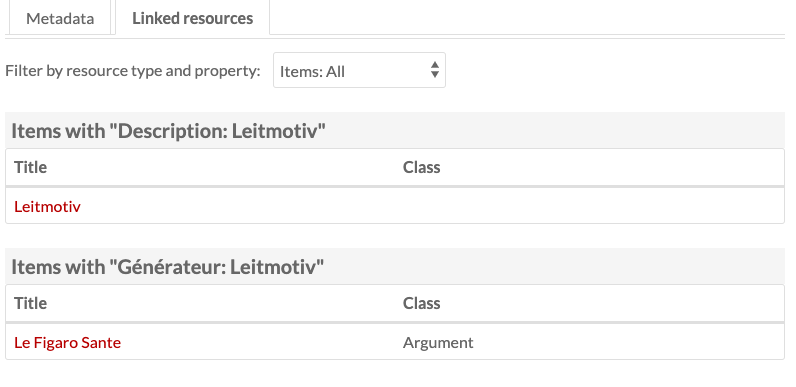 Metadata Linked resources
Filter by resource type and property: Items: All
Items with "Description: Leitmotiv"
Title Class
Leitmotiv
Items with "Générateur: Leitmotiv"
Title Class
Le Figaro Sante Argument